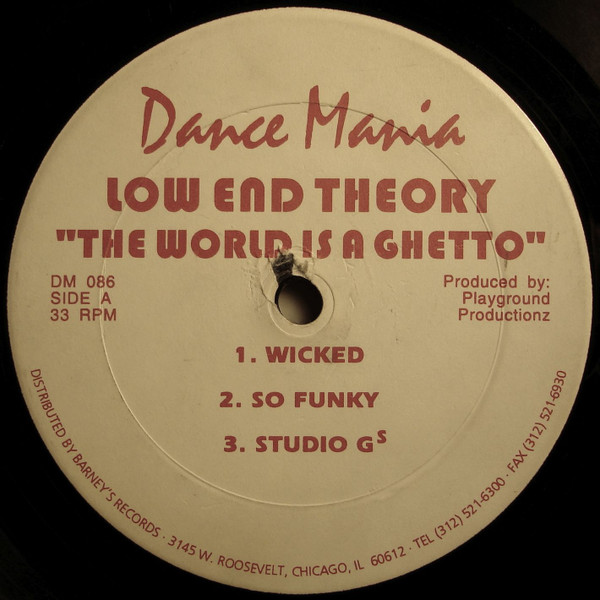 Dance Mania
LOW END THEORY
"THE WORLD IS A GHETTO"
DM 086
SIDE A
33 RPM
Produced by:
Playground
Productionz
1. WICKED
2. SO FUNKY
3. STUDIO Gs
DISTRIBUTED BY BARNEY'S RECORDS · 3145 W. ROOSEVELT, CHICAGO, IL 60612 · TEL (312) 521-6300 · FAX (312) 521-6930